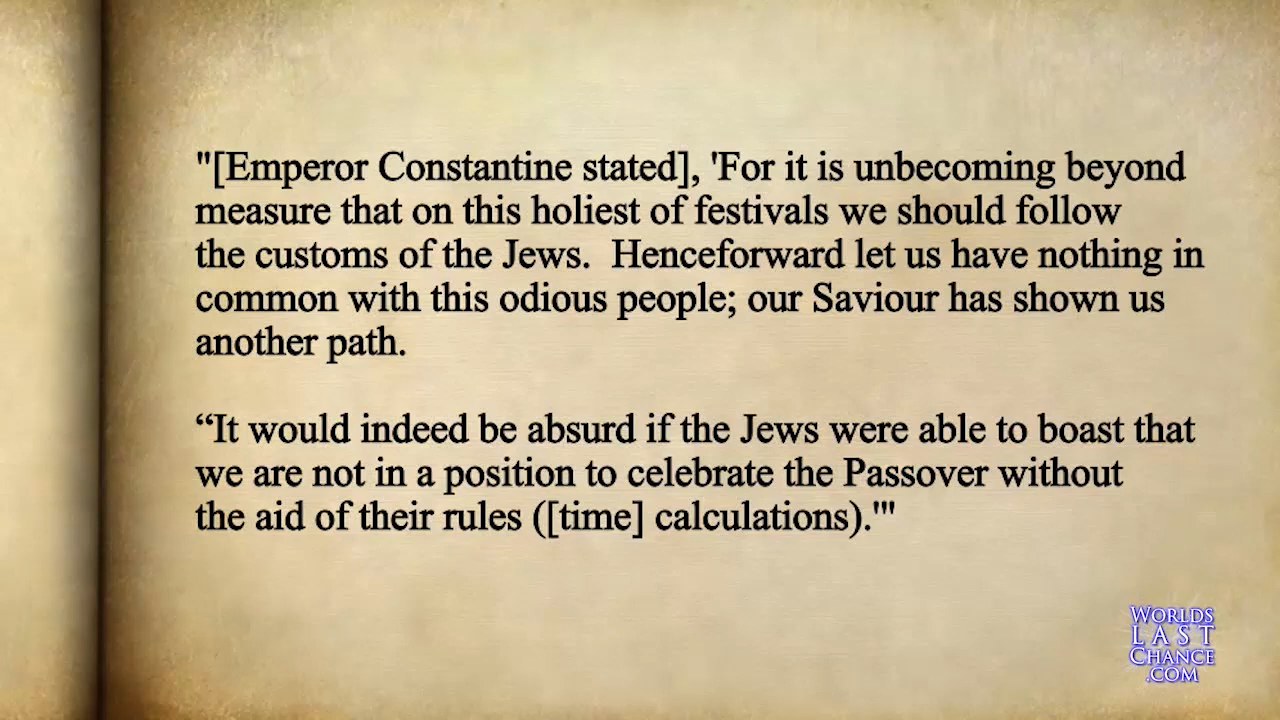 "[Emperor Constantine stated], 'For it is unbecoming beyond
measure that on this holiest of festivals we should follow
the customs of the Jews.  Henceforward let us have nothing in
common with this odious people; our Saviour has shown us
another path.
“It would indeed be absurd if the Jews were able to boast that
we are not in a position to celebrate the Passover without
the aid of their rules ([time] calculations).'"
WORLDS
LAST
CHANCE
.COM